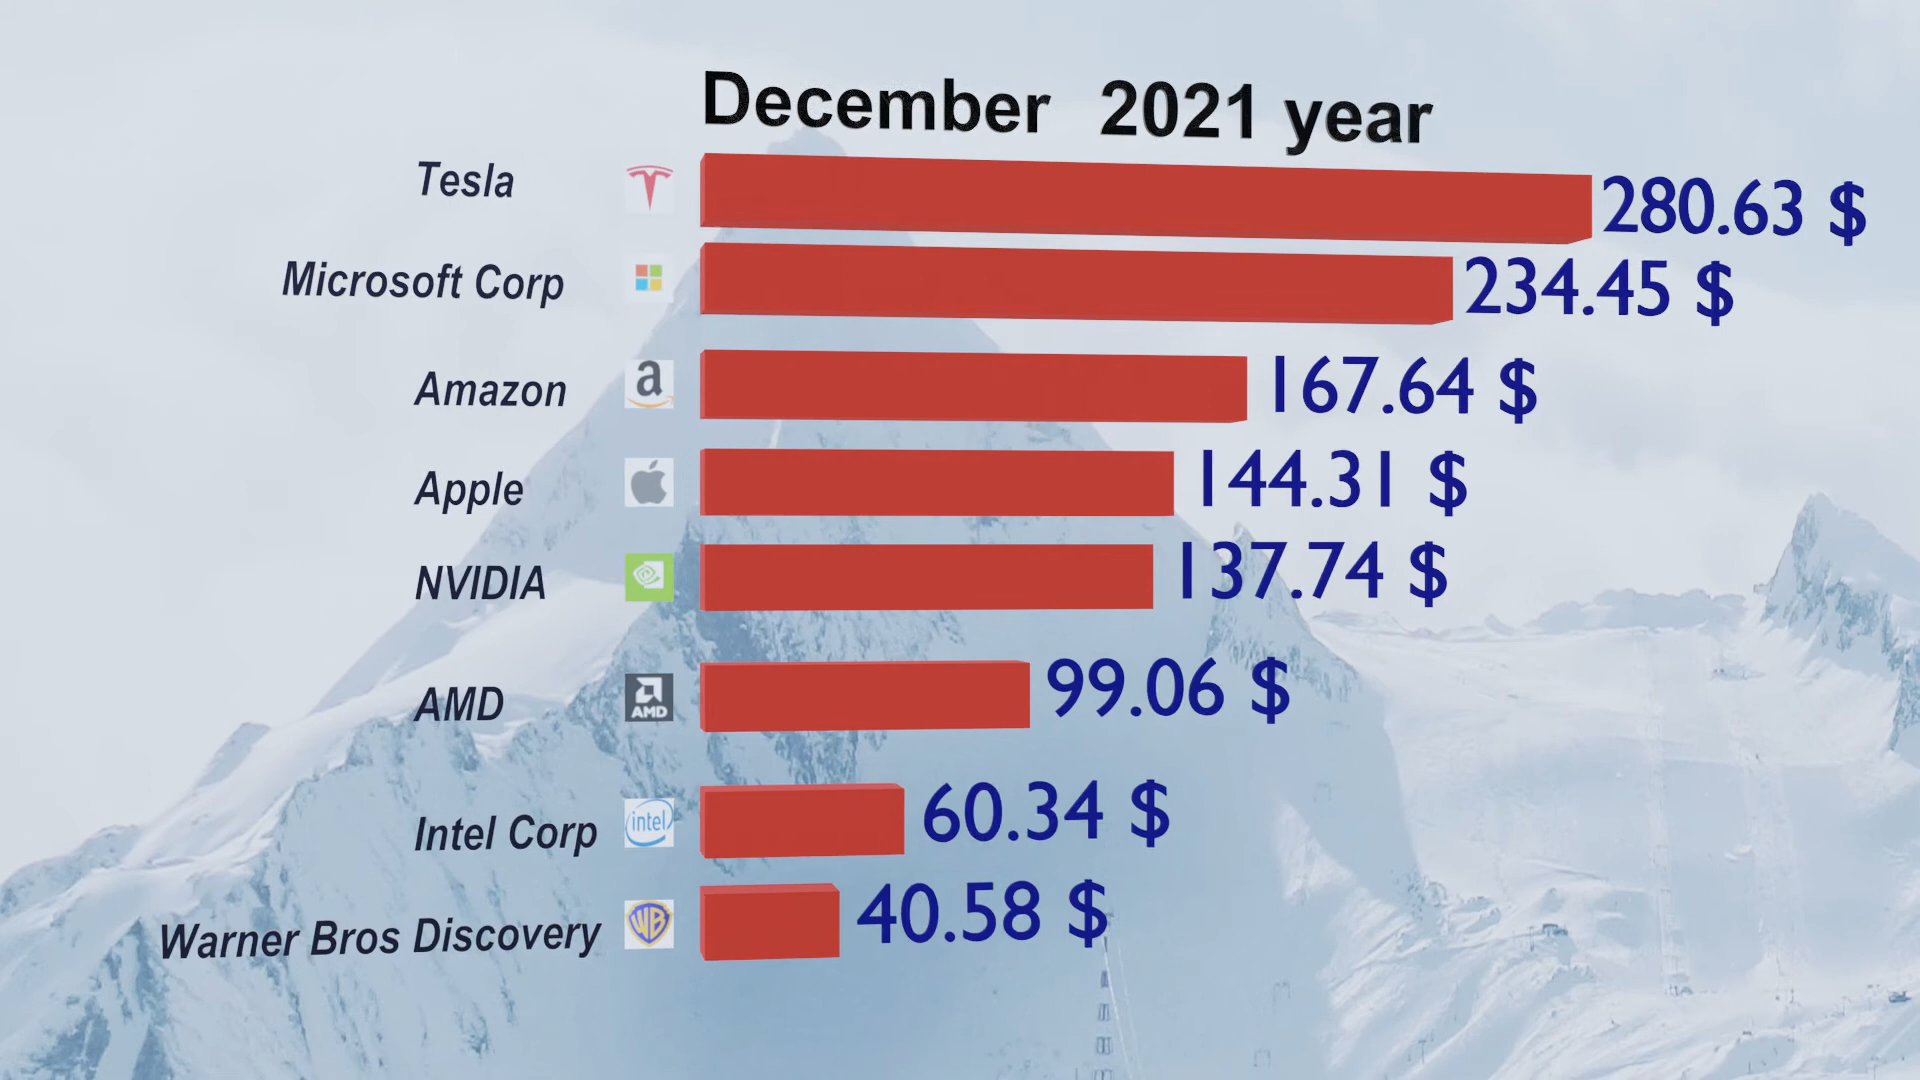 December 2021 year
Tesla 280.63 $
Microsoft Corp 234.45 $
Amazon a 167.64 $
Apple 144.31 $
NVIDIA 137.74 $
AMD AMD 99.06 $
Intel Corp intel 60.34 $
Warner Bros Discovery WB 40.58 $